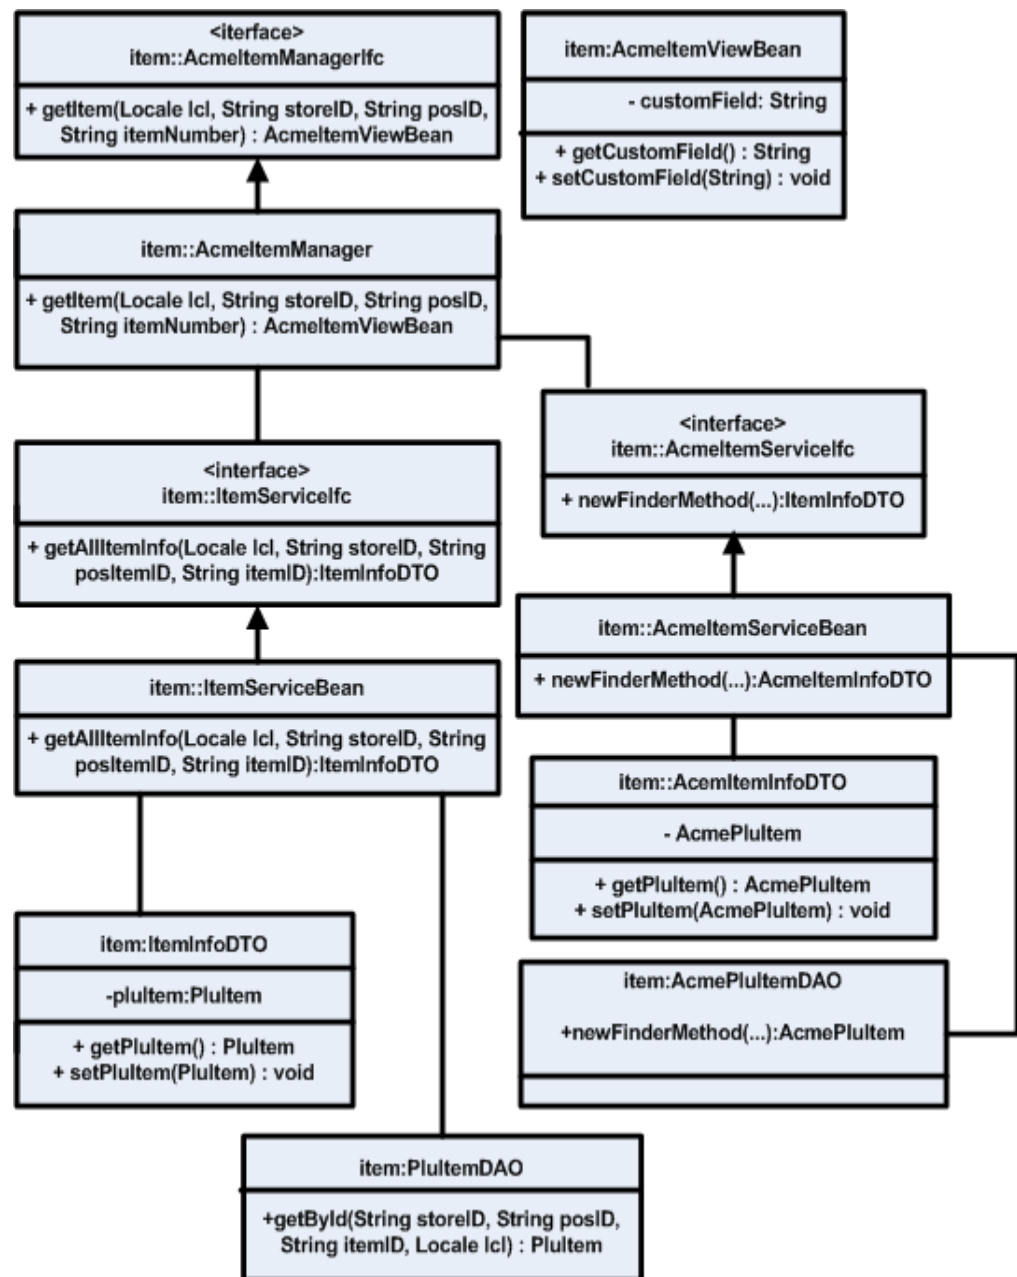 <iterface>
item::AcmeItemManagerIfc
+ getItem(Locale lcl, String storeID, String posID,
String itemNumber) : AcmeItemViewBean
item:AcmeItemViewBean
- customField: String
+ getCustomField() : String
+ setCustomField(String) : void
item::AcmeItemManager
+ getItem(Locale lcl, String storeID, String posID,
String itemNumber) : AcmeItemViewBean
<interface>
item::ItemServiceIfc
+ getAllItemInfo(Locale lcl, String storeID, String
posItemID, String itemID):ItemInfoDTO
<interface>
item::AcmeItemServiceIfc
+ newFinderMethod(...):ItemInfoDTO
item::ItemServiceBean
+ getAllItemInfo(Locale lcl, String storeID, String
posItemID, String itemID):ItemInfoDTO
item::AcmeItemServiceBean
+ newFinderMethod(...):AcmeItemInfoDTO
item::AcemItemInfoDTO
- AcmePluItem
+ getPluItem() : AcmePluItem
+ setPluItem(AcmePluItem) : void
item:ItemInfoDTO
-pluItem:PluItem
+ getPluItem() : PluItem
+ setPluItem(PluItem) : void
item:AcmePluItemDAO
+newFinderMethod(...):AcmePluItem
item:PluItemDAO
+getById(String storeID, String posID,
String itemID, Locale lcl) : PluItem